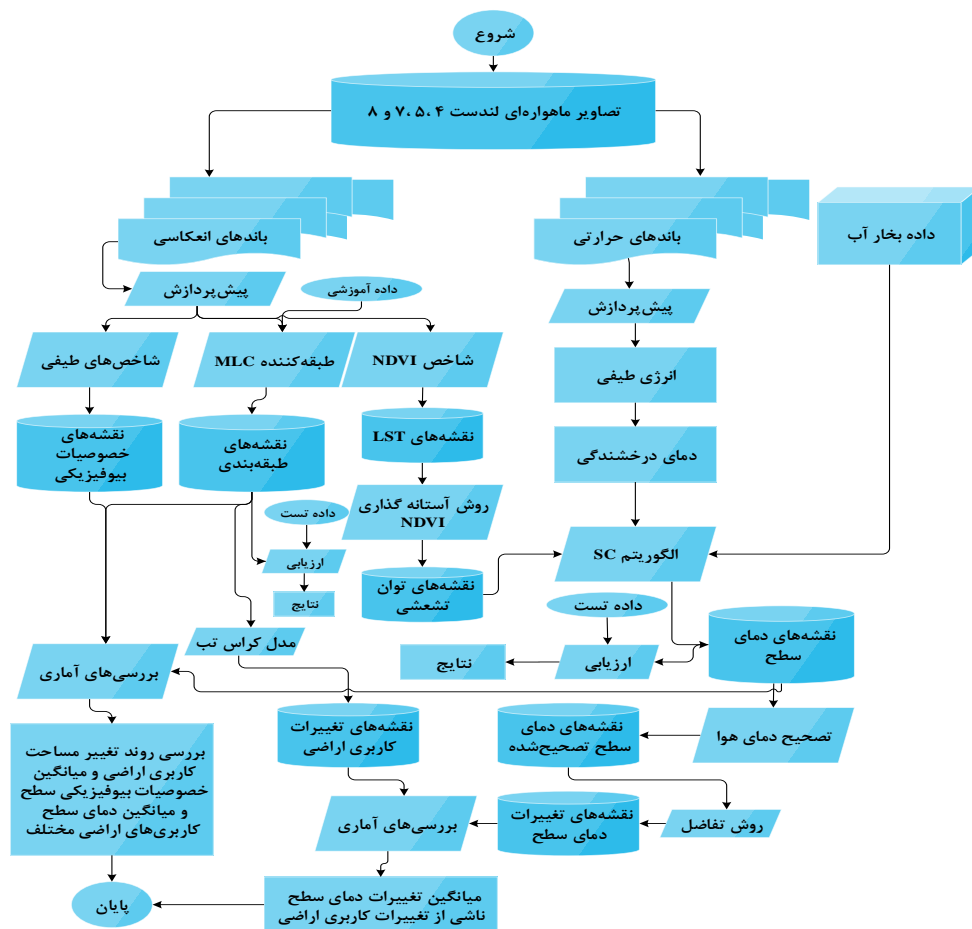 شروع
تصاویر ماهواره‌ای لندست ۴، ۵، ۷ و ۸
باندهای انعکاسی
باندهای حرارتی
داده بخار آب
پیش‌پردازش
داده آموزشی
پیش‌پردازش
شاخص‌های طیفی
طبقه‌کننده MLC
شاخص NDVI
انرژی طیفی
نقشه‌های
خصوصیات
بیوفیزیکی
نقشه‌های
طبقه‌بندی
نقشه‌های LST
دمای درخشندگی
روش آستانه گذاری
NDVI
داده تست
ارزیابی
نتایج
الگوریتم SC
نقشه‌های توان
تشعشی
داده تست
ارزیابی
نتایج
نقشه‌های دمای
سطح
مدل کراس تب
بررسی‌های آماری
تصحیح دمای هوا
نقشه‌های دمای
سطح تصحیح‌شده
نقشه‌های تغییرات
کاربری اراضی
بررسی روند تغییر مساحت
کاربری اراضی و میانگین
خصوصیات بیوفیزیکی سطح
و میانگین دمای سطح
کاربری‌های اراضی مختلف
روش تفاضل
نقشه‌های تغییرات
دمای سطح
بررسی‌های آماری
میانگین تغییرات دمای سطح
ناشی از تغییرات کاربری اراضی
پایان